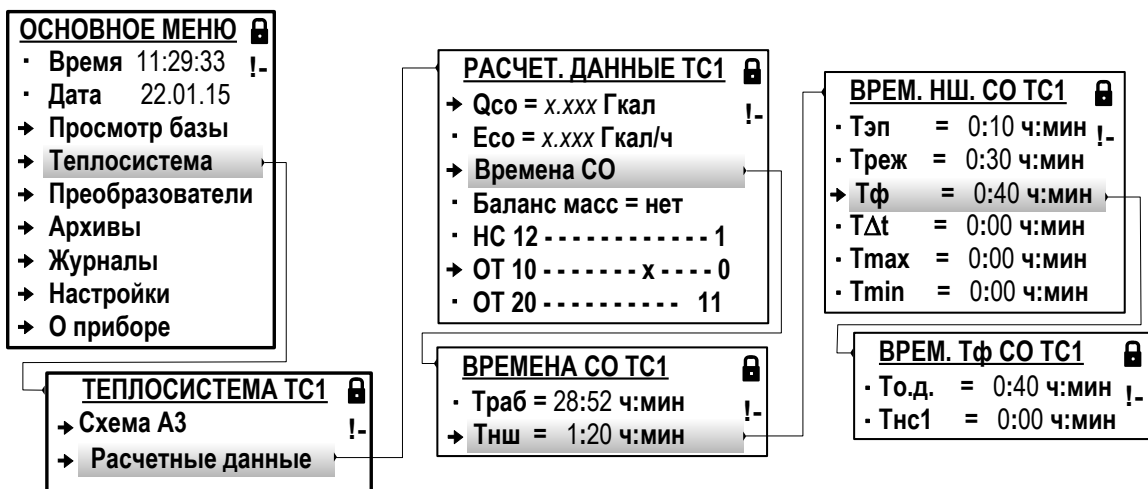 ОСНОВНОЕ МЕНЮ
· Время 11:29:33 !-
· Дата 22.01.15
→ Просмотр базы
→ Теплосистема
→ Преобразователи
→ Архивы
→ Журналы
→ Настройки
→ О приборе
ТЕПЛОСИСТЕМА ТС1
→ Схема А3 !-
→ Расчетные данные
РАСЧЕТ. ДАННЫЕ ТС1
→ Qсо = x.xxx Гкал !-
· Есо = x.xxx Гкал/ч
→ Времена СО
· Баланс масс = нет
· НС 12 - - - - - - - - - - - - 1
→ ОТ 10 - - - - - - - x - - - - 0
· ОТ 20 - - - - - - - - - - 11
ВРЕМЕНА СО ТС1
· Траб = 28:52 ч:мин !-
→ Тнш = 1:20 ч:мин
ВРЕМ. НШ. СО ТС1
· Тэп = 0:10 ч:мин !-
· Треж = 0:30 ч:мин
→ Тф = 0:40 ч:мин
· ТΔt = 0:00 ч:мин
· Tmax = 0:00 ч:мин
· Tmin = 0:00 ч:мин
ВРЕМ. Тф СО ТС1
· То.д. = 0:40 ч:мин !-
· Тнс1 = 0:00 ч:мин